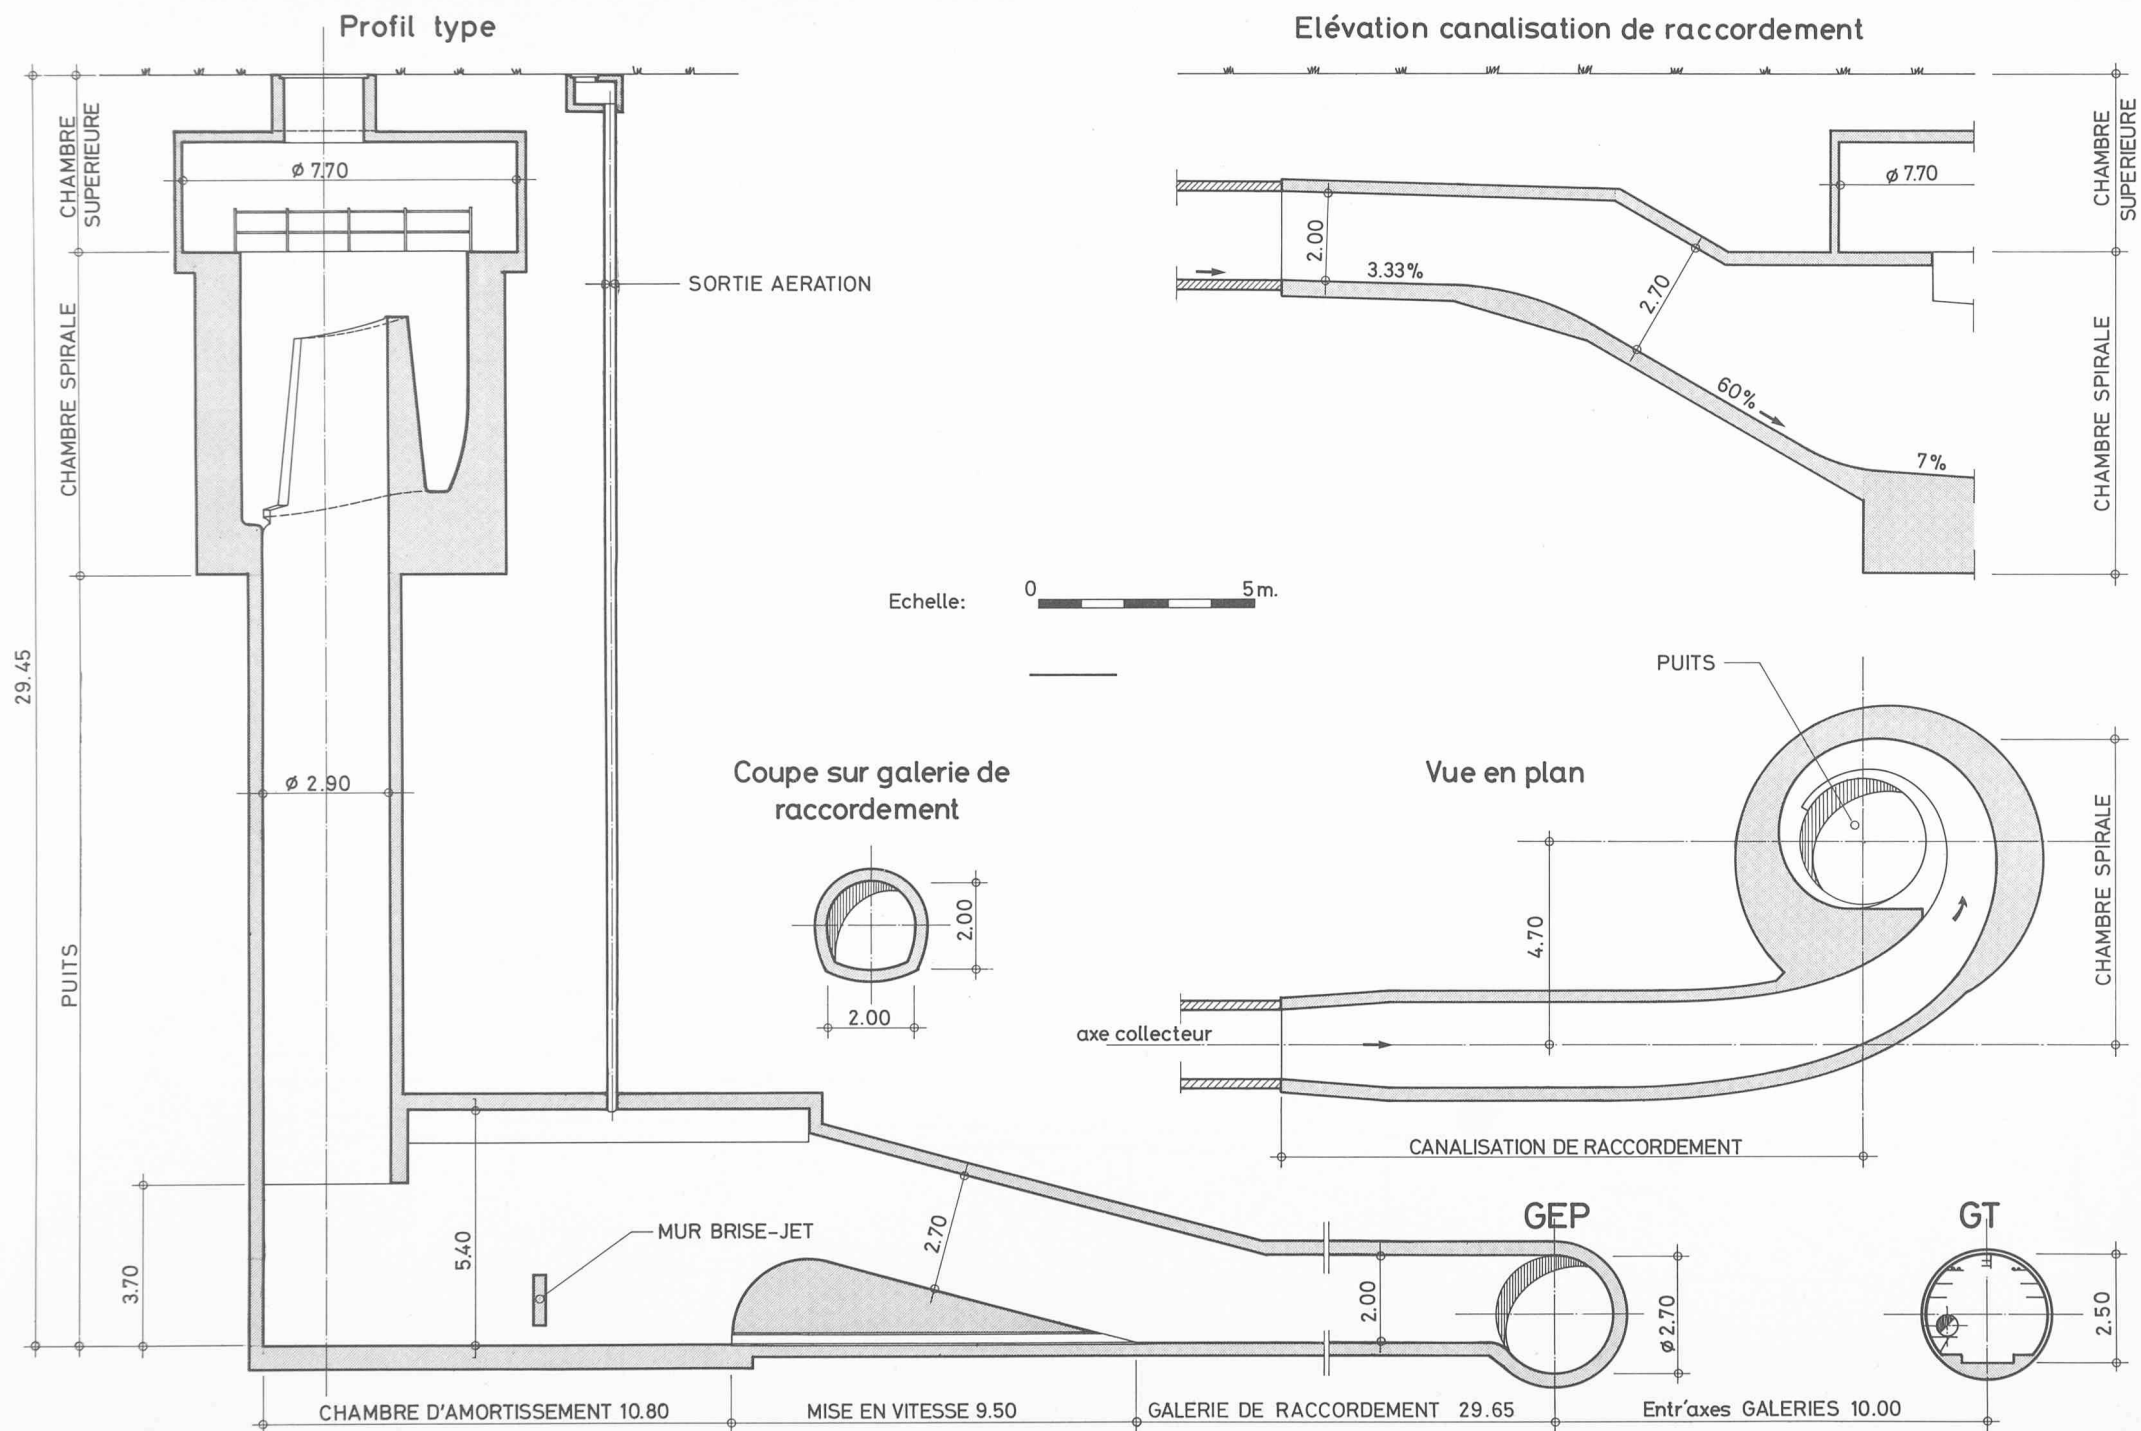 Profil type
Elévation canalisation de raccordement
CHAMBRE
SUPERIEURE
ø 7.70
CHAMBRE SPIRALE
SORTIE AERATION
29.45
PUITS
ø 2.90
3.70
5.40
MUR BRISE-JET
2.70
CHAMBRE D'AMORTISSEMENT 10.80
MISE EN VITESSE 9.50
GALERIE DE RACCORDEMENT 29.65
Entr'axes GALERIES 10.00
2.00
GEP
ø 2.70
GT
2.50
2.00
3.33%
2.70
60%
7%
ø 7.70
CHAMBRE
SUPERIEURE
CHAMBRE SPIRALE
Echelle:
0
5 m.
Coupe sur galerie de
raccordement
2.00
2.00
Vue en plan
PUITS
4.70
axe collecteur
CHAMBRE SPIRALE
CANALISATION DE RACCORDEMENT